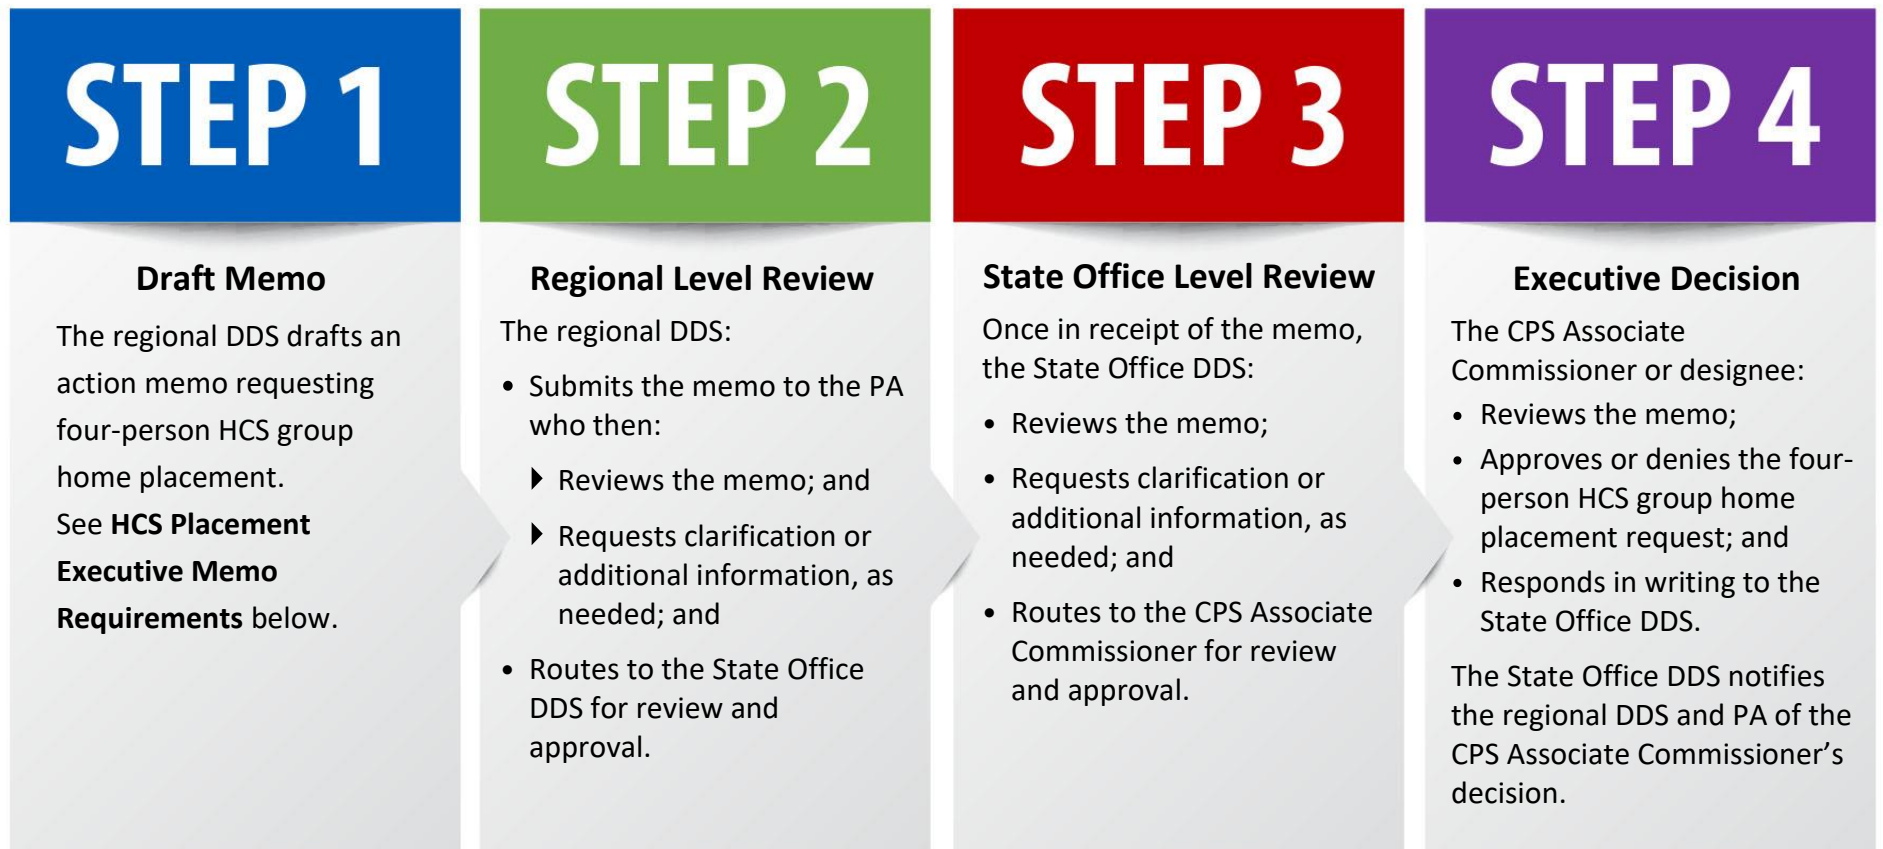 STEP 1
Draft Memo
The regional DDS drafts an
action memo requesting
four-person HCS group
home placement.
See HCS Placement
Executive Memo
Requirements below.
STEP 2
Regional Level Review
The regional DDS:
• Submits the memo to the PA
who then:
Reviews the memo; and
Requests clarification or
additional information, as
needed; and
• Routes to the State Office
DDS for review and
approval.
STEP 3
State Office Level Review
Once in receipt of the memo,
the State Office DDS:
• Reviews the memo;
• Requests clarification or
additional information, as
needed; and
• Routes to the CPS Associate
Commissioner for review
and approval.
STEP 4
Executive Decision
The CPS Associate
Commissioner or designee:
• Reviews the memo;
• Approves or denies the four-
person HCS group home
placement request; and
• Responds in writing to the
State Office DDS.
The State Office DDS notifies
the regional DDS and PA of the
CPS Associate Commissioner’s
decision.